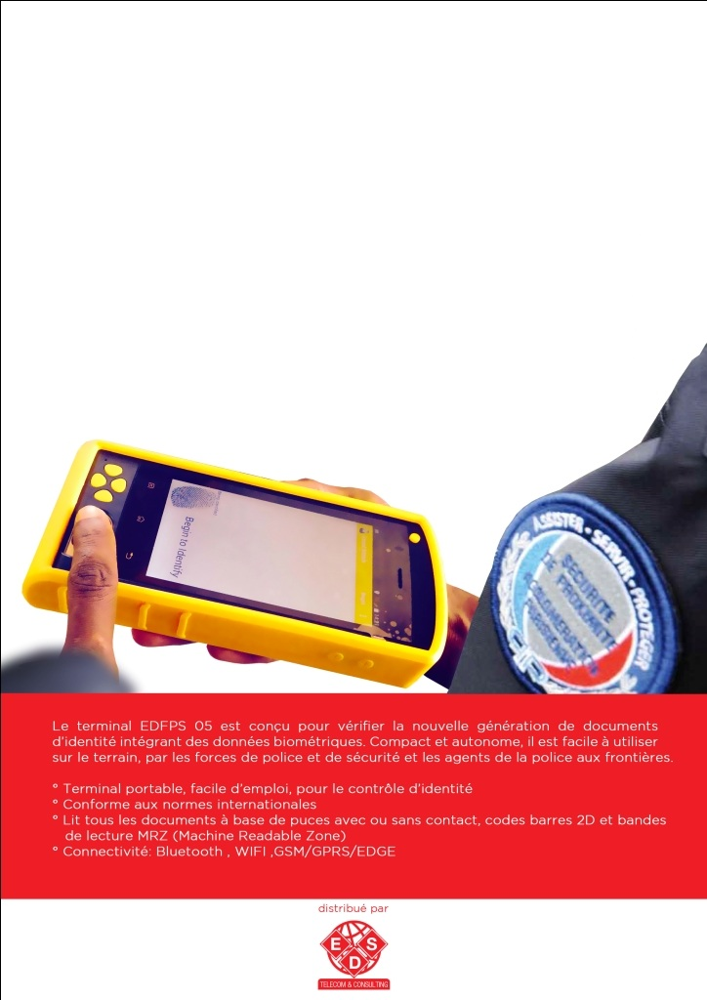 Begin to Identify
ASSISTER • SERVIR • PROTEGER
SECURITE
DE PROXIMITE
Le terminal EDFPS 05 est conçu pour vérifier la nouvelle génération de documents
d'identité intégrant des données biométriques. Compact et autonome, il est facile à utiliser
sur le terrain, par les forces de police et de sécurité et les agents de la police aux frontières.
° Terminal portable, facile d'emploi, pour le contrôle d'identité
° Conforme aux normes internationales
° Lit tous les documents à base de puces avec ou sans contact, codes barres 2D et bandes
de lecture MRZ (Machine Readable Zone)
° Connectivité: Bluetooth , WIFI ,GSM/GPRS/EDGE
distribué par
E S
D
TELECOM & CONSULTING